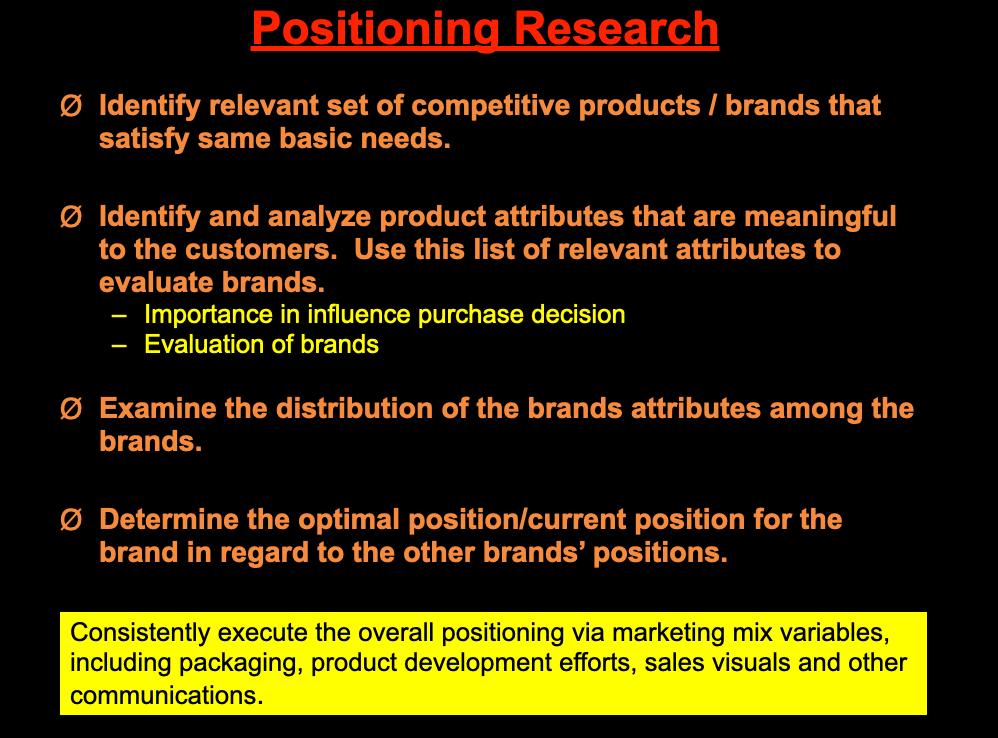 Positioning Research
Ø Identify relevant set of competitive products / brands that
satisfy same basic needs.
Ø Identify and analyze product attributes that are meaningful
to the customers.  Use this list of relevant attributes to
evaluate brands.
– Importance in influence purchase decision
– Evaluation of brands
Ø Examine the distribution of the brands attributes among the
brands.
Ø Determine the optimal position/current position for the
brand in regard to the other brands’ positions.
Consistently execute the overall positioning via marketing mix variables,
including packaging, product development efforts, sales visuals and other
communications.